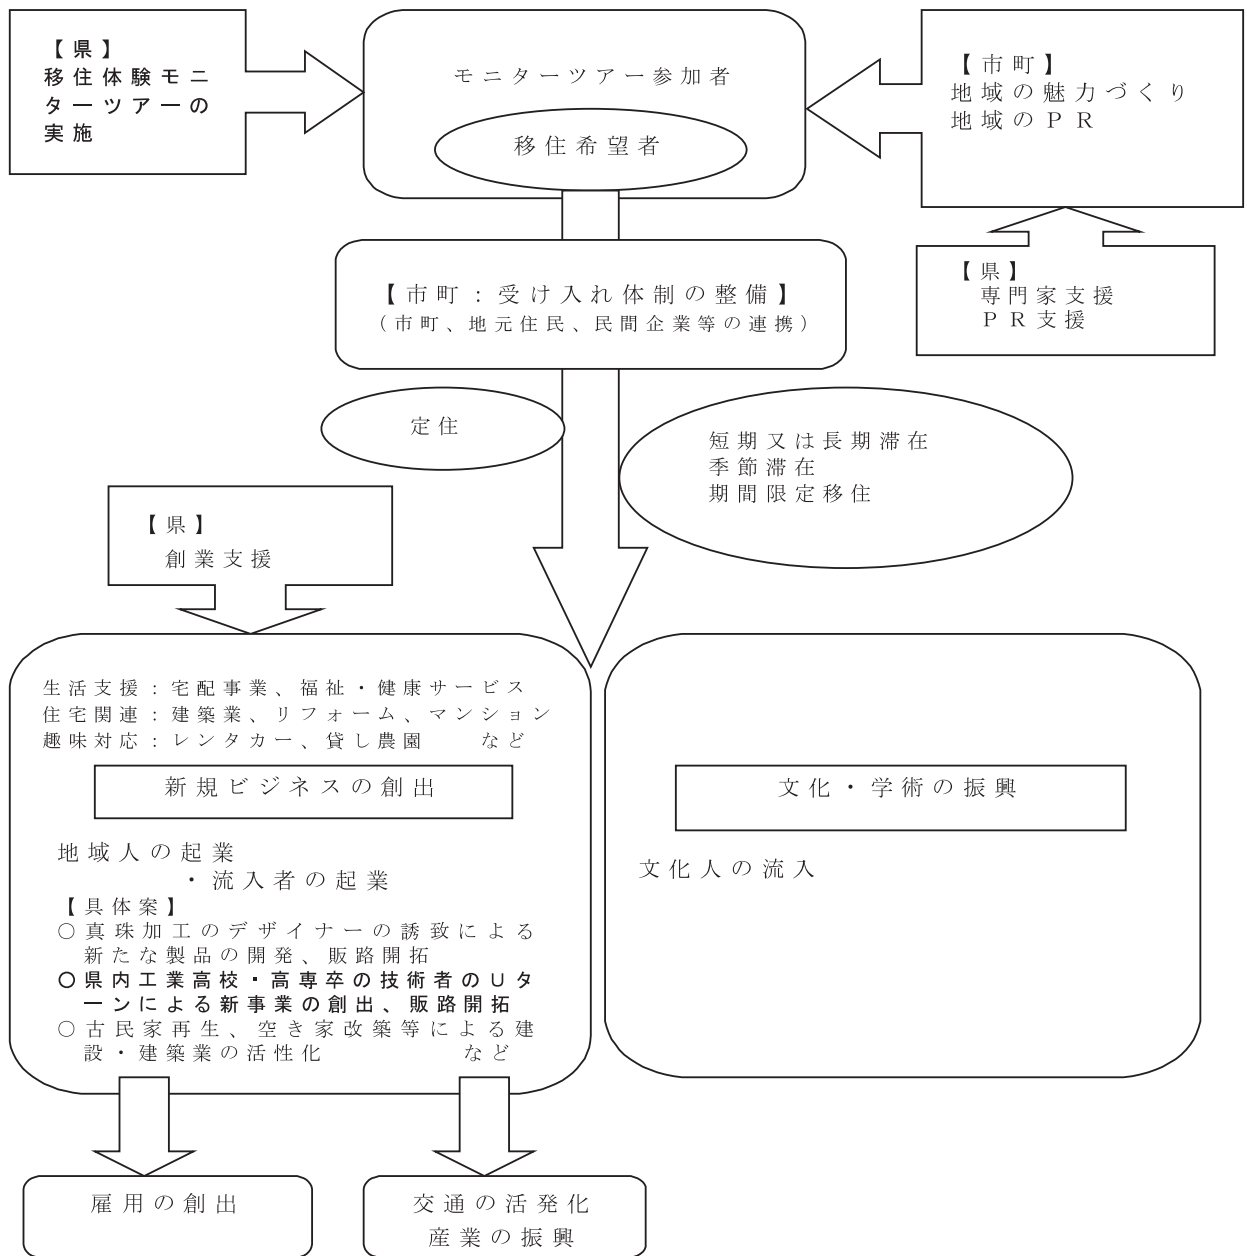 【県】
移住体験モニ
ターツアーの
実施
モニターツアー参加者
移住希望者
【市町】
地域の魅力づくり
地域のＰＲ
【県】
専門家支援
ＰＲ支援
【市町：受け入れ体制の整備】
（市町、地元住民、民間企業等の連携）
定住
短期又は長期滞在
季節滞在
期間限定移住
【県】
創業支援
生活支援：宅配事業、福祉・健康サービス
住宅関連：建築業、リフォーム、マンション
趣味対応：レンタカー、貸し農園　　など
新規ビジネスの創出
地域人の起業
・流入者の起業
【具体案】
○真珠加工のデザイナーの誘致による
新たな製品の開発、販路開拓
○県内工業高校・高専卒の技術者のＵタ
ーンによる新事業の創出、販路開拓
○古民家再生、空き家改築等による建
設・建築業の活性化　　　　　など
文化・学術の振興
文化人の流入
雇用の創出
交通の活発化
産業の振興